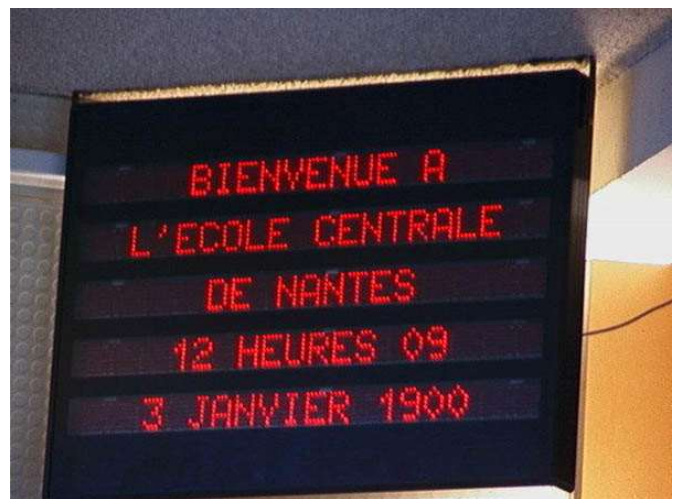 BIENVENUE A
L'ECOLE CENTRALE
DE NANTES
12 HEURES 09
3 JANVIER 1900